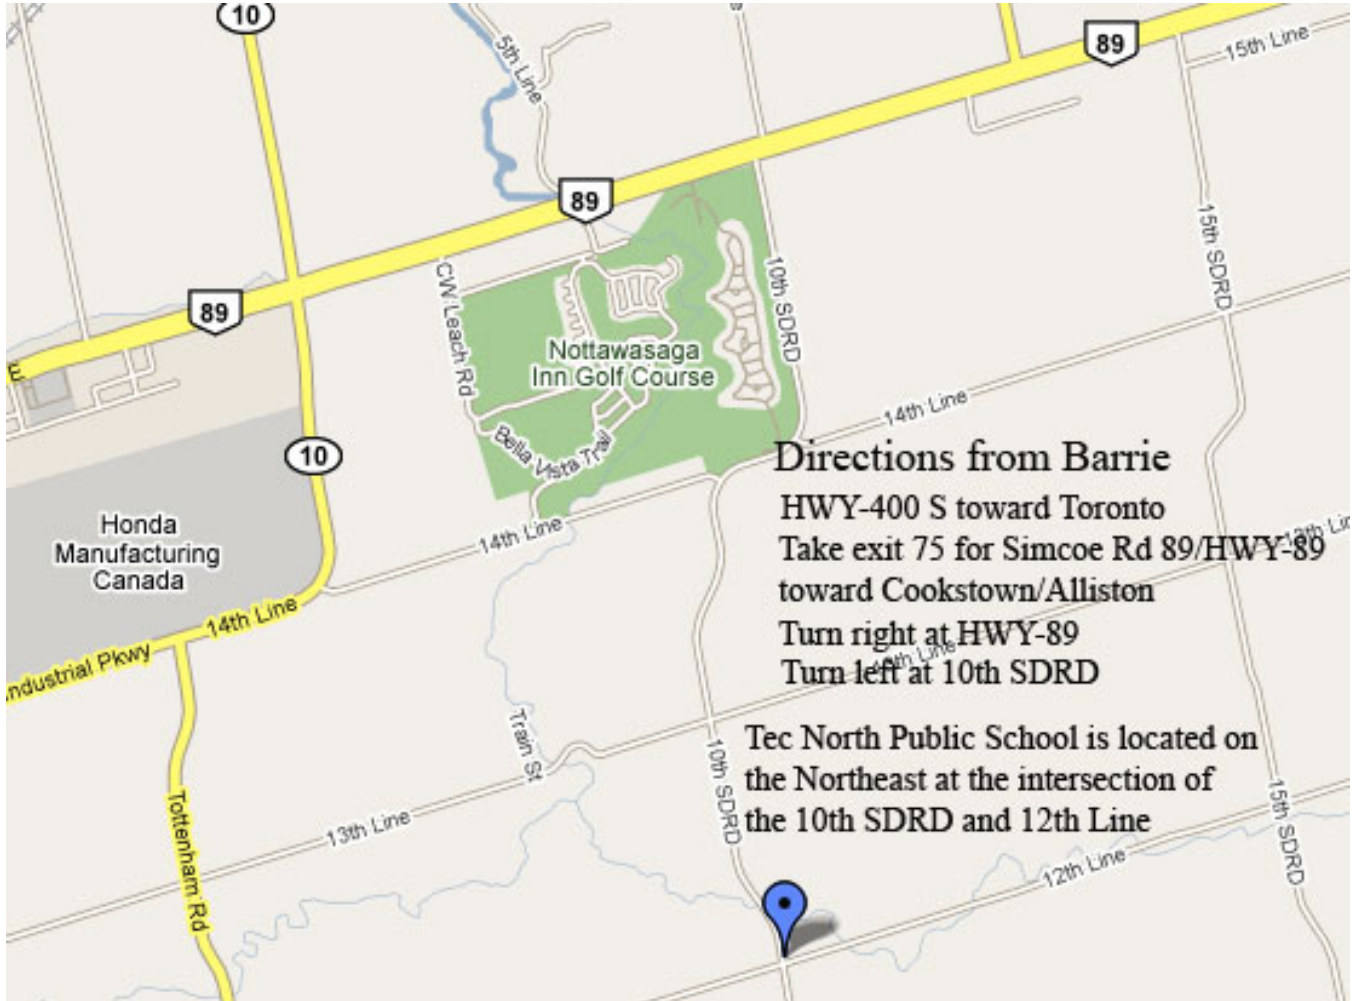 10
5th Line
89
15th Line
89
15th SDRD
89
CW Leach Rd
10th SDRD
Nottawasaga
Inn Golf Course
14th Line
Bella Vista Trail
10
Directions from Barrie
HWY-400 S toward Toronto
Honda
Manufacturing
Canada
14th Line
Take exit 75 for Simcoe Rd 89/HWY-89
13th Lin
toward Cookstown/Alliston
14th Line
Turn right at HWY-89
ndustrial Pkwy
Turn left at 10th SDRD
Train St
10th SDRD
Tec North Public School is located on
the Northeast at the intersection of
the 10th SDRD and 12th Line
15th SDRD
13th Line
Tottenham Rd
12th Line